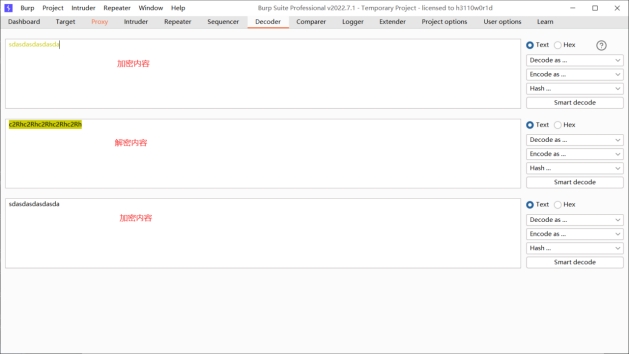 Burp Project Intruder Repeater Window Help Burp Suite Professional v2022.7.1 - Temporary Project - licensed to h3110w0r1d
Dashboard Target Proxy Intruder Repeater Sequencer Decoder Comparer Logger Extender Project options User options Learn
sdasdasdasdasda
Text Hex ?
加密内容
Decode as ...
Encode as ...
Hash ...
Smart decode
c2Rhc2Rhc2Rhc2Rhc2Rh
Text Hex
解密内容
Decode as ...
Encode as ...
Hash ...
Smart decode
sdasdasdasdasda
Text Hex
加密内容
Decode as ...
Encode as ...
Hash ...
Smart decode